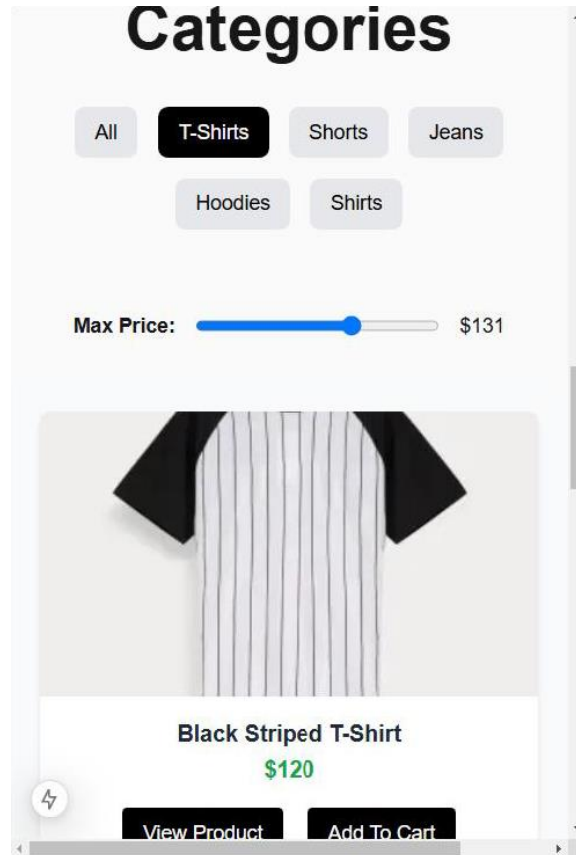 Categories
All T-Shirts Shorts Jeans
Hoodies Shirts
Max Price: $131
Black Striped T-Shirt
$120
View Product Add To Cart